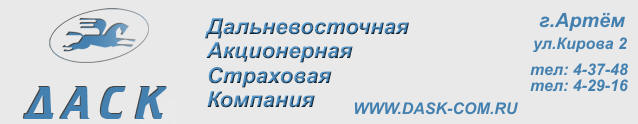 ДАСК
Дальневосточная
Акционерная
Страховая
Компания
WWW.DASK-COM.RU
г.Артём
ул.Кирова 2
тел: 4-37-48
тел: 4-29-16